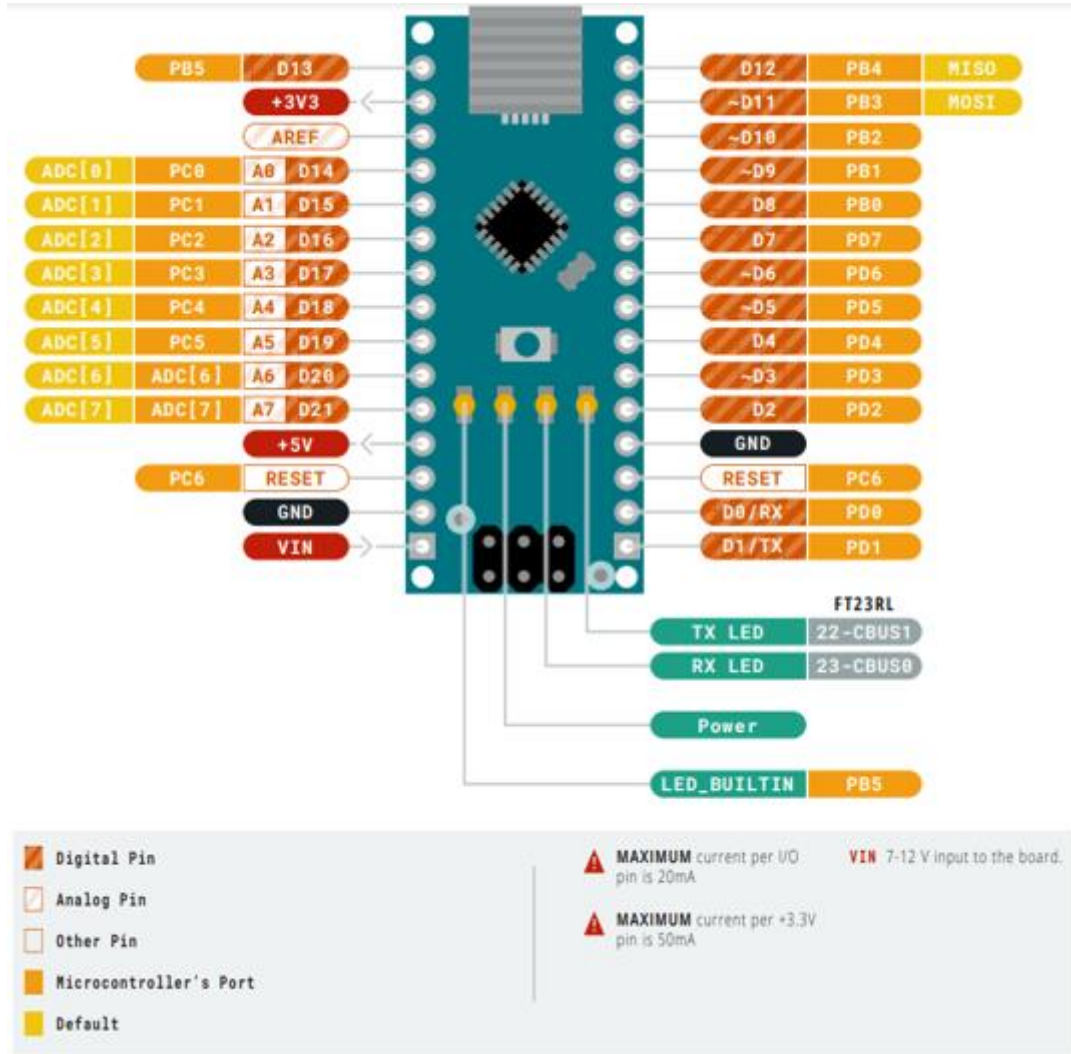 PB5 D13 D12 PB4 MISO
+3V3 ~D11 PB3 MOSI
AREF ~D10 PB2
ADC[0] PC0 A0 D14 ~D9 PB1
ADC[1] PC1 A1 D15 D8 PB0
ADC[2] PC2 A2 D16 D7 PD7
ADC[3] PC3 A3 D17 ~D6 PD6
ADC[4] PC4 A4 D18 ~D5 PD5
ADC[5] PC5 A5 D19 D4 PD4
ADC[6] ADC[6] A6 D20 ~D3 PD3
ADC[7] ADC[7] A7 D21 D2 PD2
+5V GND
PC6 RESET RESET PC6
GND D0/RX PD0
VIN D1/TX PD1
FT23RL
TX LED 22-CBUS1
RX LED 23-CBUS0
Power
LED_BUILTIN PB5
Digital Pin
Analog Pin
Other Pin
Microcontroller's Port
Default
MAXIMUM current per I/O
pin is 20mA
MAXIMUM current per +3.3V
pin is 50mA
VIN 7-12 V input to the board.